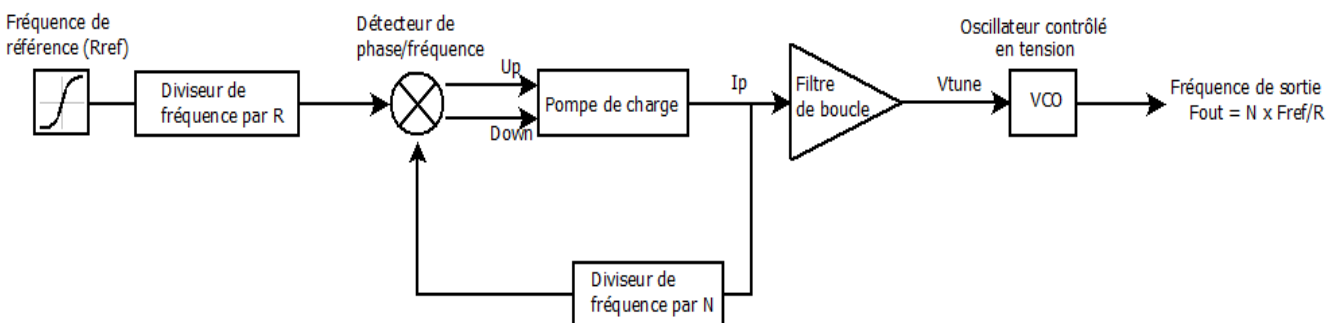 Fréquence de
référence (Rref)
Diviseur de
fréquence par R
Détecteur de
phase/fréquence
Up
Down
Pompe de charge
Ip
Filtre
de boucle
Vtune
Oscillateur contrôlé
en tension
VCO
Fréquence de sortie
Fout = N x Fref/R
Diviseur de
fréquence par N